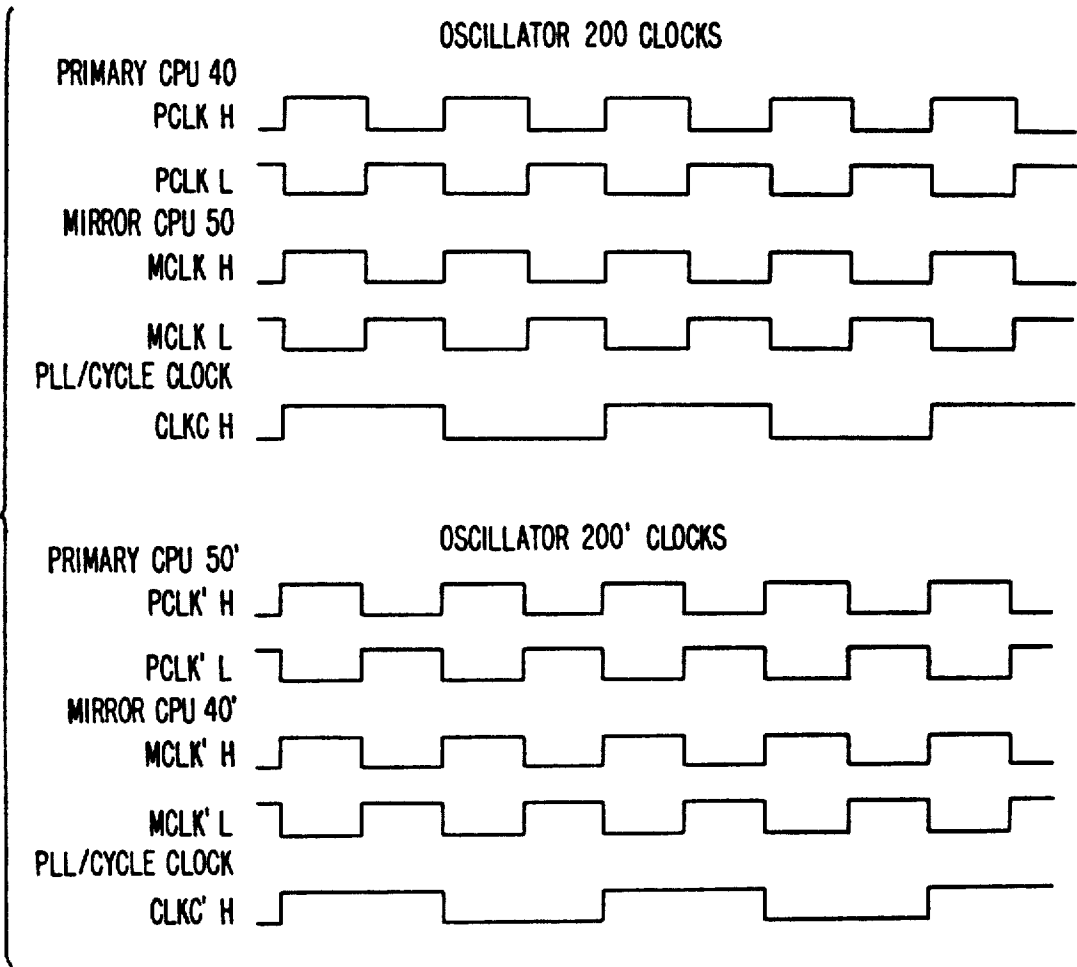 OSCILLATOR 200 CLOCKS
PRIMARY CPU 40
PCLK H
PCLK L
MIRROR CPU 50
MCLK H
MCLK L
PLL/CYCLE CLOCK
CLKC H
OSCILLATOR 200' CLOCKS
PRIMARY CPU 50'
PCLK' H
PCLK' L
MIRROR CPU 40'
MCLK' H
MCLK' L
PLL/CYCLE CLOCK
CLKC' H